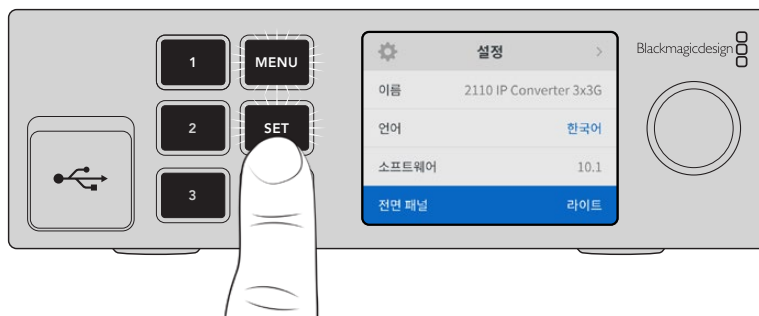 1
MENU
2
SET
3
설정
이름 2110 IP Converter 3x3G
언어 한국어
소프트웨어 10.1
전면 패널 라이트
Blackmagicdesign